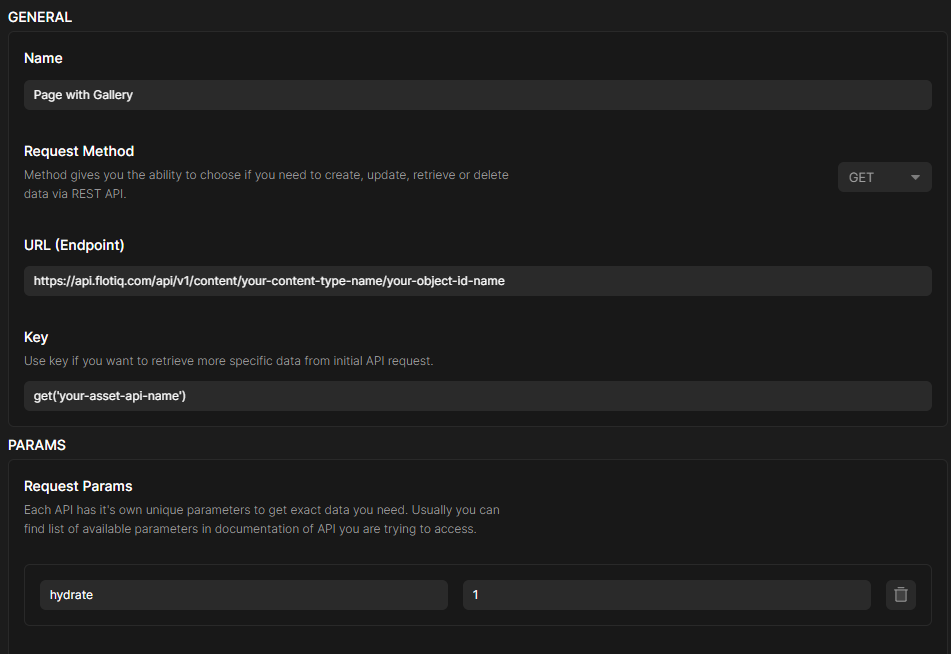 GENERAL
Name
Page with Gallery
Request Method
Method gives you the ability to choose if you need to create, update, retrieve or delete
data via REST API.
GET
URL (Endpoint)
https://api.flotiq.com/api/v1/content/your-content-type-name/your-object-id-name
Key
Use key if you want to retrieve more specific data from initial API request.
get('your-asset-api-name')
PARAMS
Request Params
Each API has it's own unique parameters to get exact data you need. Usually you can
find list of available parameters in documentation of API you are trying to access.
hydrate 1